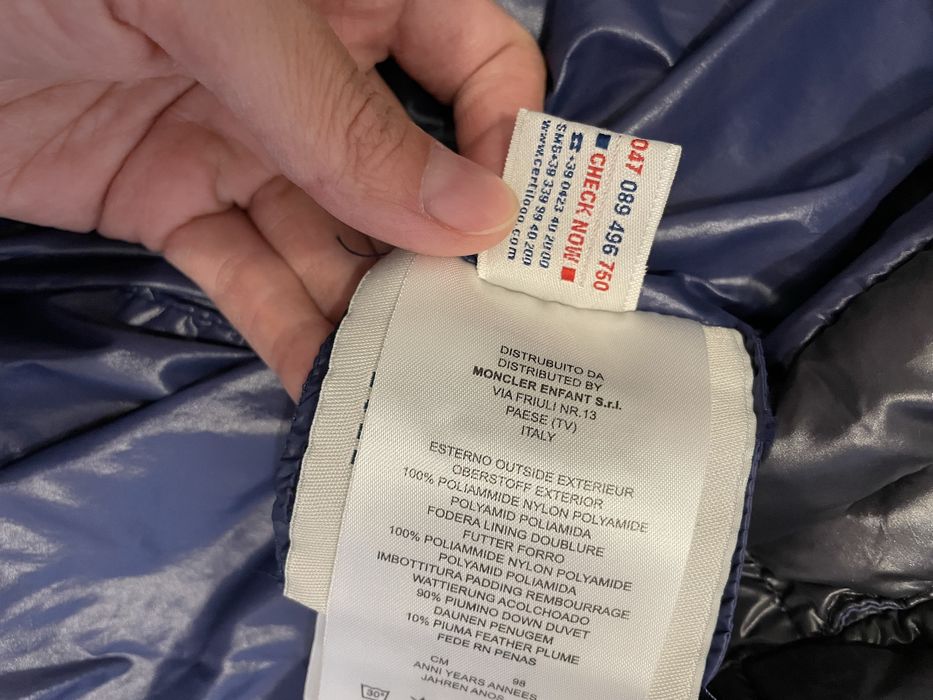 047 089 496 750
CHECK NOW
☎ +39 0423 40 20 00
SMS+39 339 99 40 200
www.certilogo.com
DISTRUBUITO DA
DISTRIBUTED BY
MONCLER ENFANT S.r.l.
VIA FRIULI NR.13
PAESE (TV)
ITALY
ESTERNO OUTSIDE EXTERIEUR
OBERSTOFF EXTERIOR
100% POLIAMMIDE NYLON POLYAMIDE
POLYAMID POLIAMIDA
FODERA LINING DOUBLURE
FUTTER FORRO
100% POLIAMMIDE NYLON POLYAMIDE
POLYAMID POLIAMIDA
IMBOTTITURA PADDING REMBOURRAGE
WATTIERUNG ACOLCHOADO
90% PIUMINO DOWN DUVET
DAUNEN PENUGEM
10% PIUMA FEATHER PLUME
FEDE RN PENAS
CM 98
ANNI YEARS ANNEES
JAHREN ANOS
30°